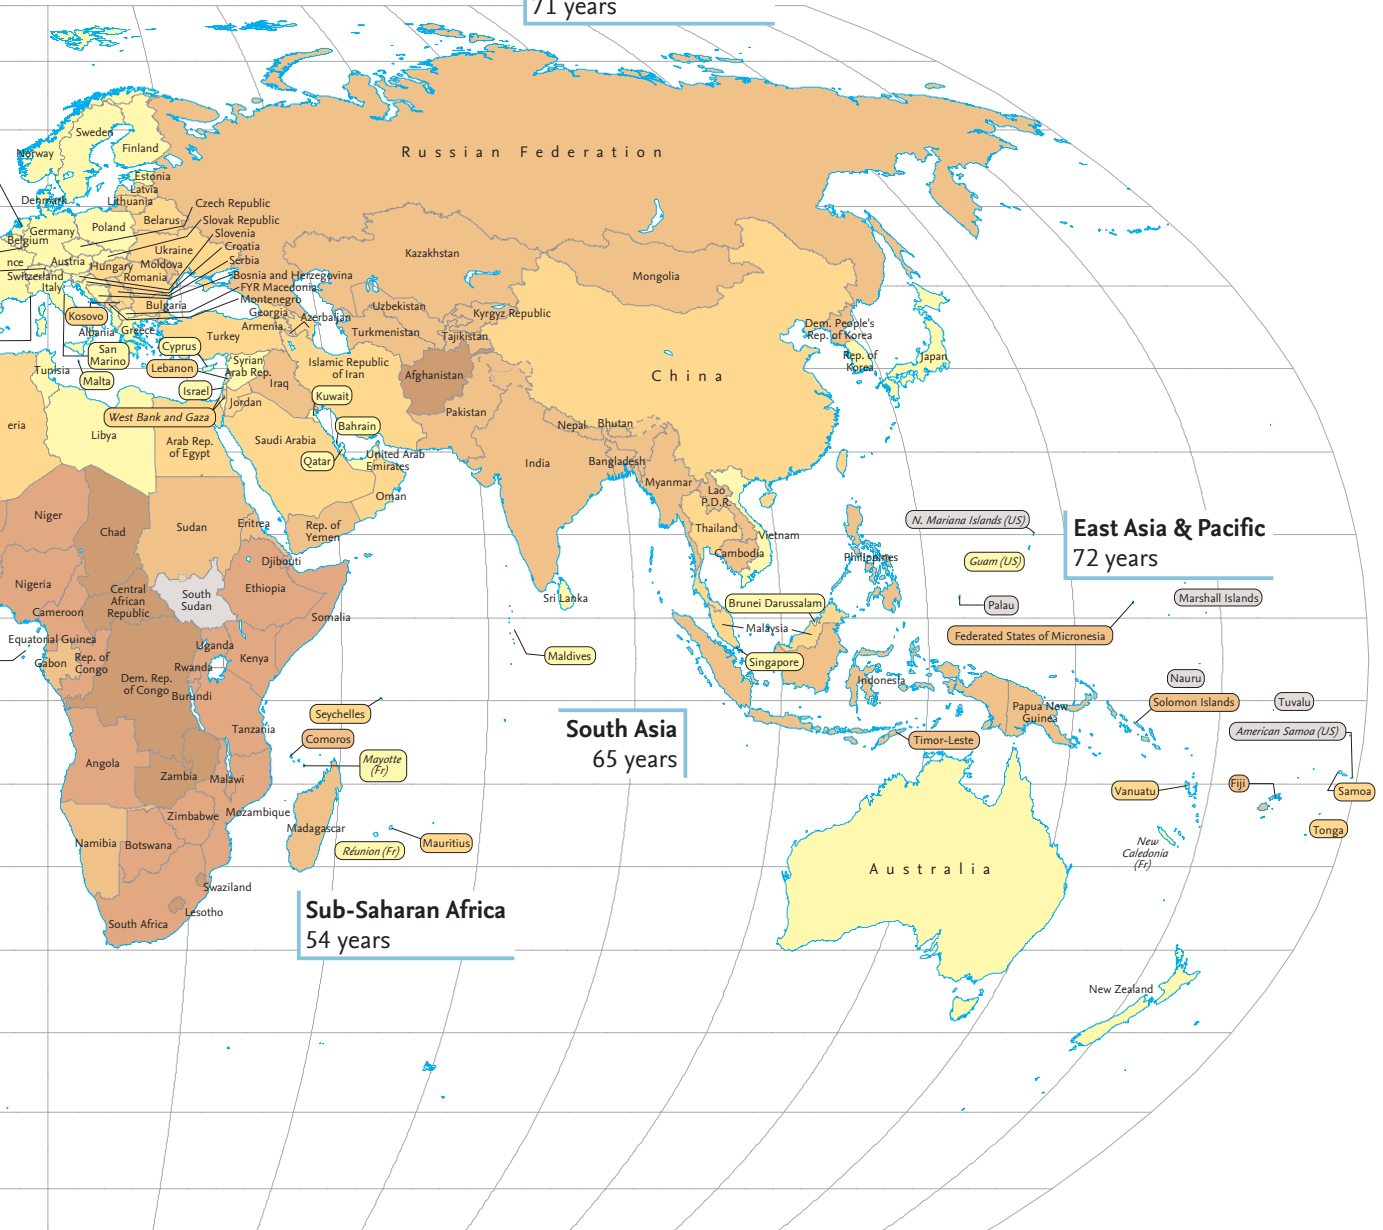 71 years
Sweden
Norway
Finland
Estonia
Latvia
Lithuania
Denmark
Russian Federation
Czech Republic
Slovak Republic
Slovenia
Croatia
Serbia
Bosnia and Herzegovina
FYR Macedonia
Montenegro
Belarus
Poland
Germany
Belgium
Ukraine
nce
Austria
Hungary
Moldova
Switzerland
Romania
Italy
Bulgaria
Kosovo
Albania
Greece
Georgia
Armenia
Azerbaijan
Kazakhstan
Mongolia
Uzbekistan
Kyrgyz Republic
Turkmenistan
Tajikistan
Turkey
Cyprus
San
Marino
Lebanon
Syrian
Arab Rep.
Tunisia
Malta
Israel
Iraq
Islamic Republic
of Iran
Afghanistan
Kuwait
Jordan
West Bank and Gaza
China
Dem. People's
Rep. of Korea
Rep. of
Korea
Japan
eria
Libya
Arab Rep.
of Egypt
Saudi Arabia
Bahrain
Qatar
United Arab
Emirates
Oman
Pakistan
Nepal
Bhutan
India
Bangladesh
Myanmar
Lao
P.D.R.
Thailand
Vietnam
Cambodia
Philippines
Niger
Chad
Sudan
Eritrea
Rep. of
Yemen
Djibouti
Nigeria
Central
African
Republic
South
Sudan
Ethiopia
Somalia
Cameroon
Equatorial Guinea
Gabon
Rep. of
Congo
Uganda
Rwanda
Kenya
Dem. Rep.
of Congo
Burundi
Tanzania
Sri Lanka
Maldives
Brunei Darussalam
Malaysia
Singapore
Indonesia
N. Mariana Islands (US)
Guam (US)
East Asia & Pacific
72 years
Palau
Marshall Islands
Federated States of Micronesia
Nauru
Solomon Islands
Tuvalu
American Samoa (US)
Papua New
Guinea
Timor-Leste
Seychelles
Comoros
Mayotte
(Fr)
South Asia
65 years
Angola
Zambia
Malawi
Zimbabwe
Mozambique
Namibia
Botswana
Madagascar
Mauritius
Réunion (Fr)
Swaziland
Lesotho
South Africa
Sub-Saharan Africa
54 years
Vanuatu
Fiji
Samoa
Tonga
New
Caledonia
(Fr)
Australia
New Zealand